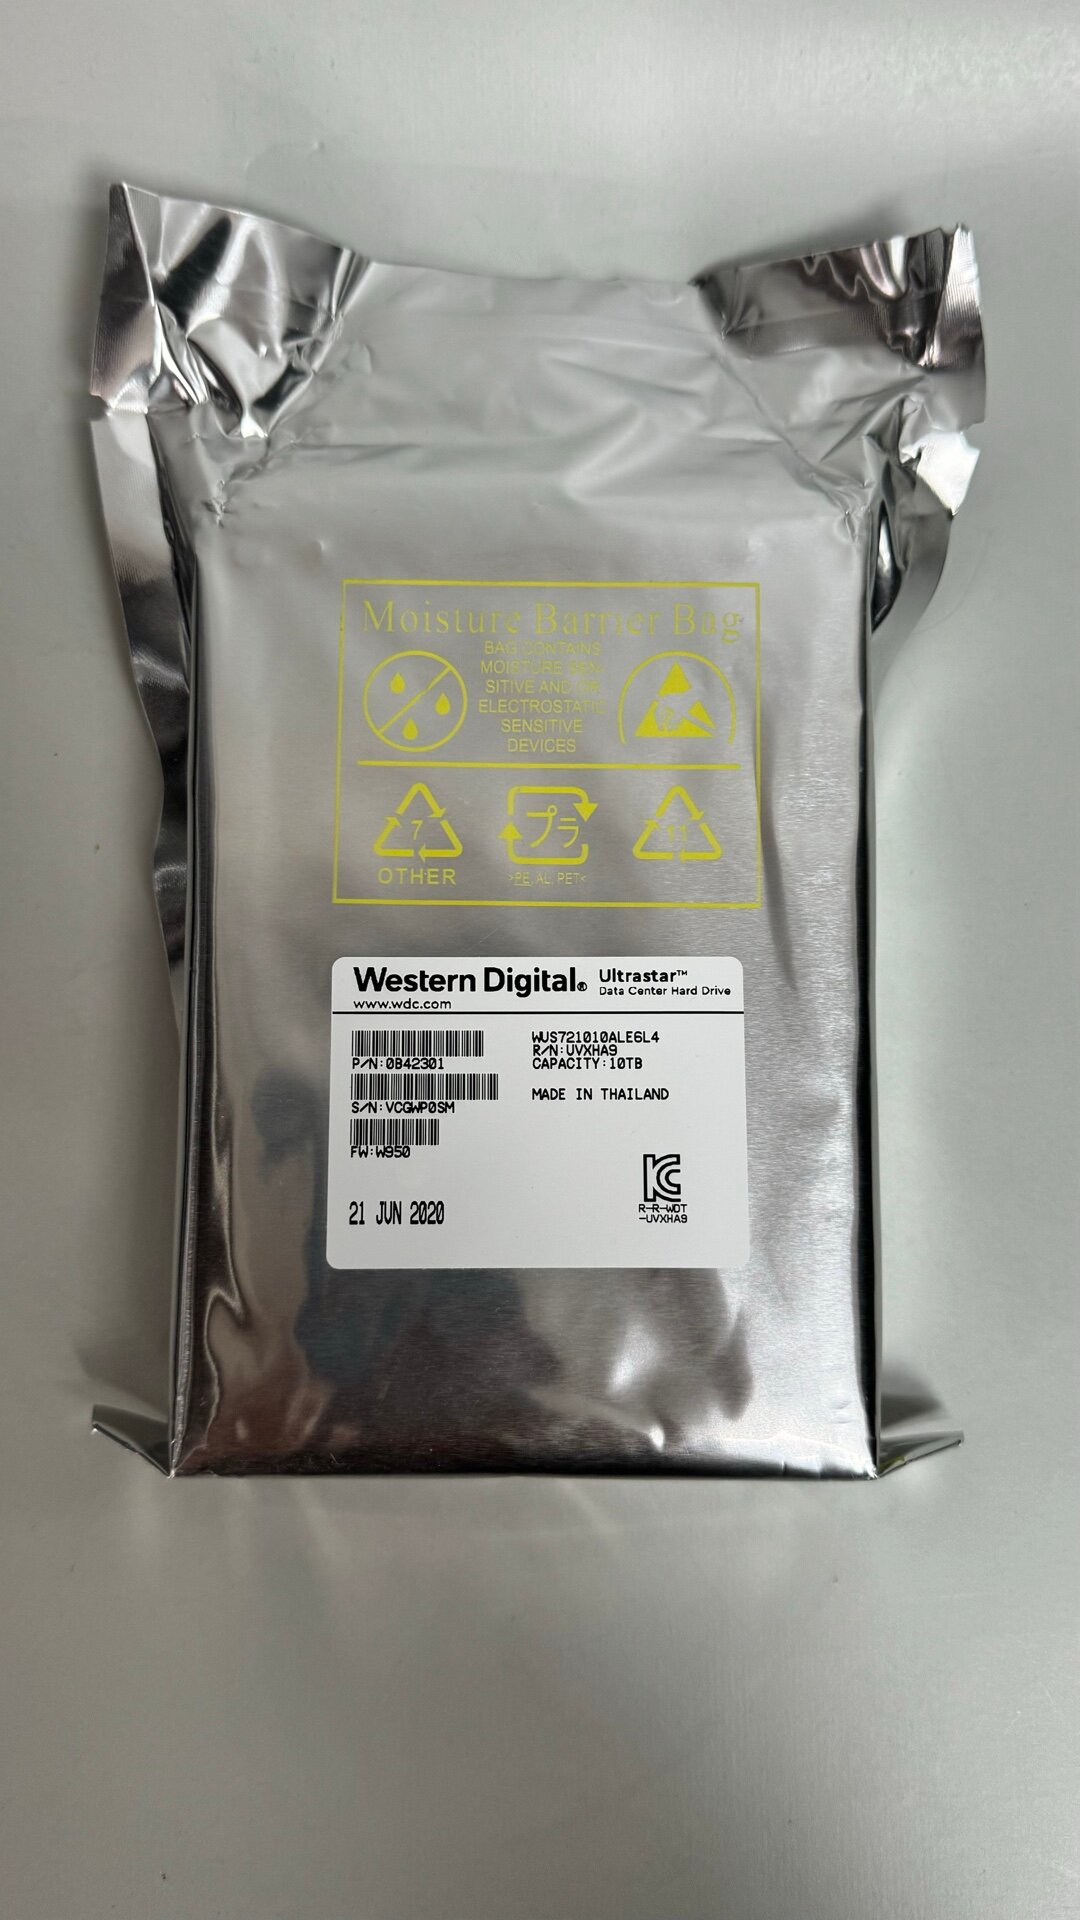 Moisture Barrier Bag
BAG CONTAINS
MOISTURE SEN-
SITIVE AND OR
ELECTROSTATIC
SENSITIVE
DEVICES
7
プラ
11
OTHER
>PE, AL, PET<
Western Digital® Ultrastar™
Data Center Hard Drive
www.wdc.com
P/N:0B42301
S/N:VCGWP0SM
FW:W950
21 JUN 2020
WUS721010ALE6L4
R/N:UVXHA9
CAPACITY:10TB
MADE IN THAILAND
R-R-WDT
-UVXHA9